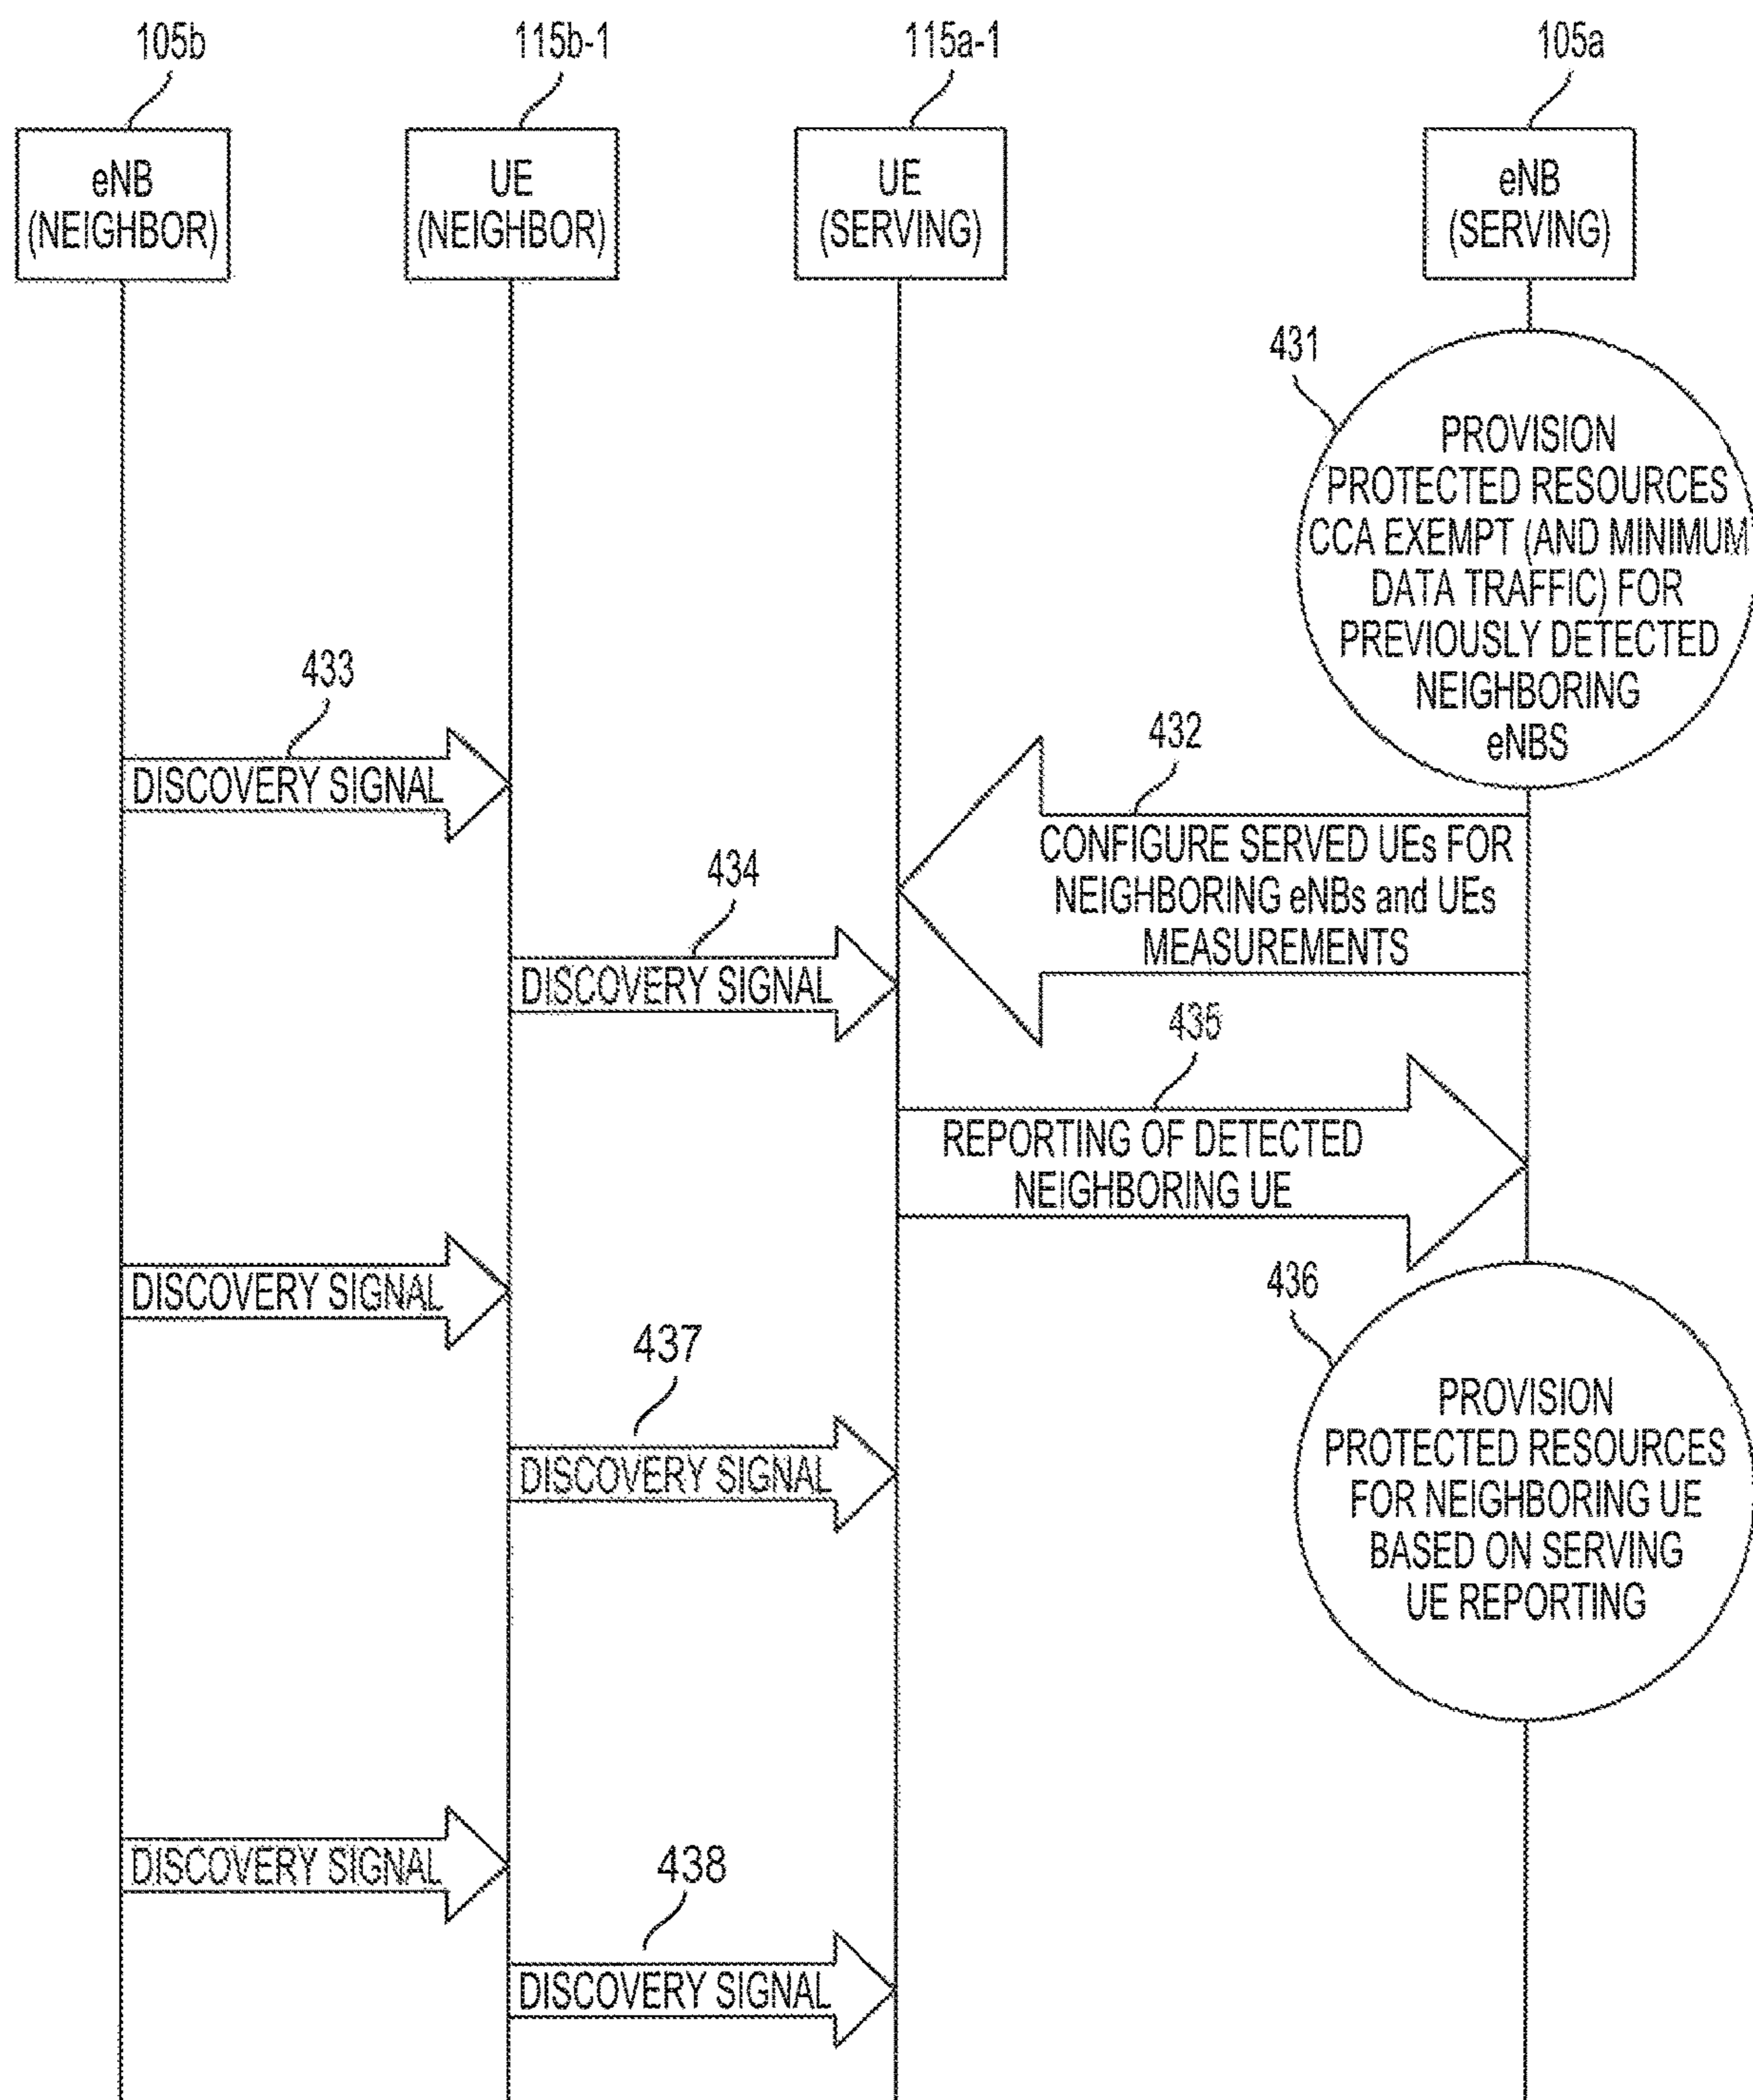 105b
115b-1
115a-1
105a
eNB
(NEIGHBOR)
UE
(NEIGHBOR)
UE
(SERVING)
eNB
(SERVING)
431
PROVISION
PROTECTED RESOURCES
CCA EXEMPT (AND MINIMUM
DATA TRAFFIC) FOR
PREVIOUSLY DETECTED
NEIGHBORING
eNBS
433
DISCOVERY SIGNAL
432
CONFIGURE SERVED UEs FOR
NEIGHBORING eNBs and UEs
MEASUREMENTS
434
DISCOVERY SIGNAL
435
REPORTING OF DETECTED
NEIGHBORING UE
DISCOVERY SIGNAL
436
PROVISION
PROTECTED RESOURCES
FOR NEIGHBORING UE
BASED ON SERVING
UE REPORTING
437
DISCOVERY SIGNAL
DISCOVERY SIGNAL
438
DISCOVERY SIGNAL